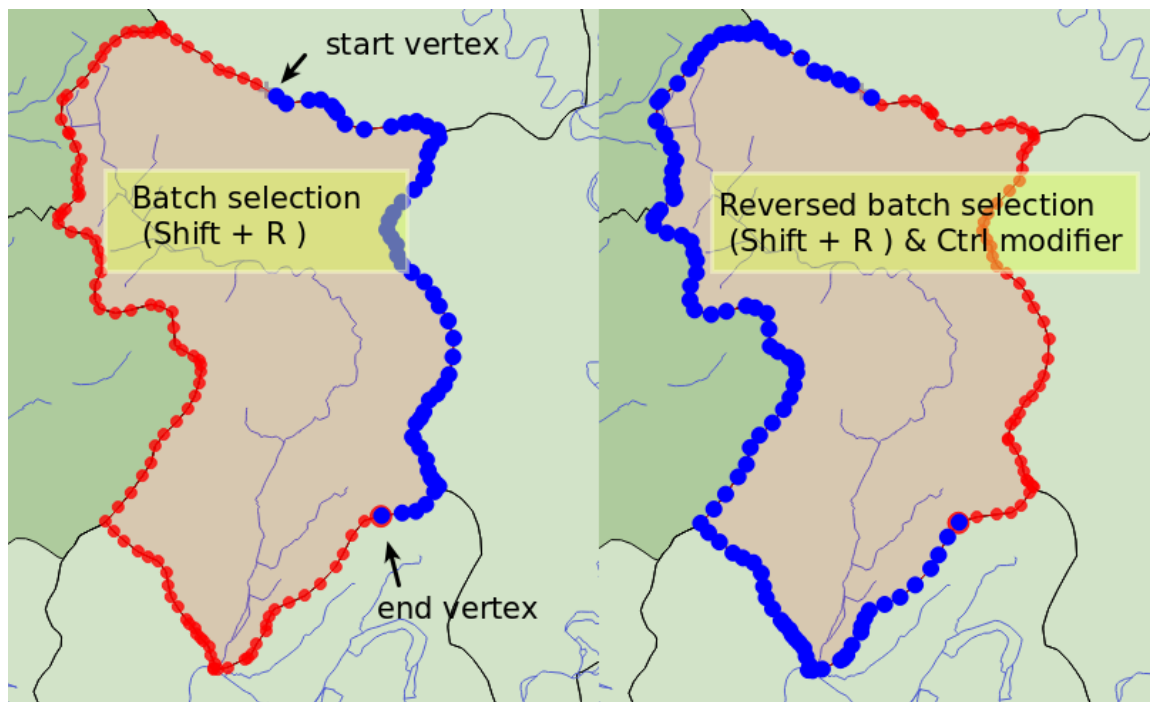 start vertex
Batch selection
(Shift + R )
end vertex
Reversed batch selection
(Shift + R ) & Ctrl modifier